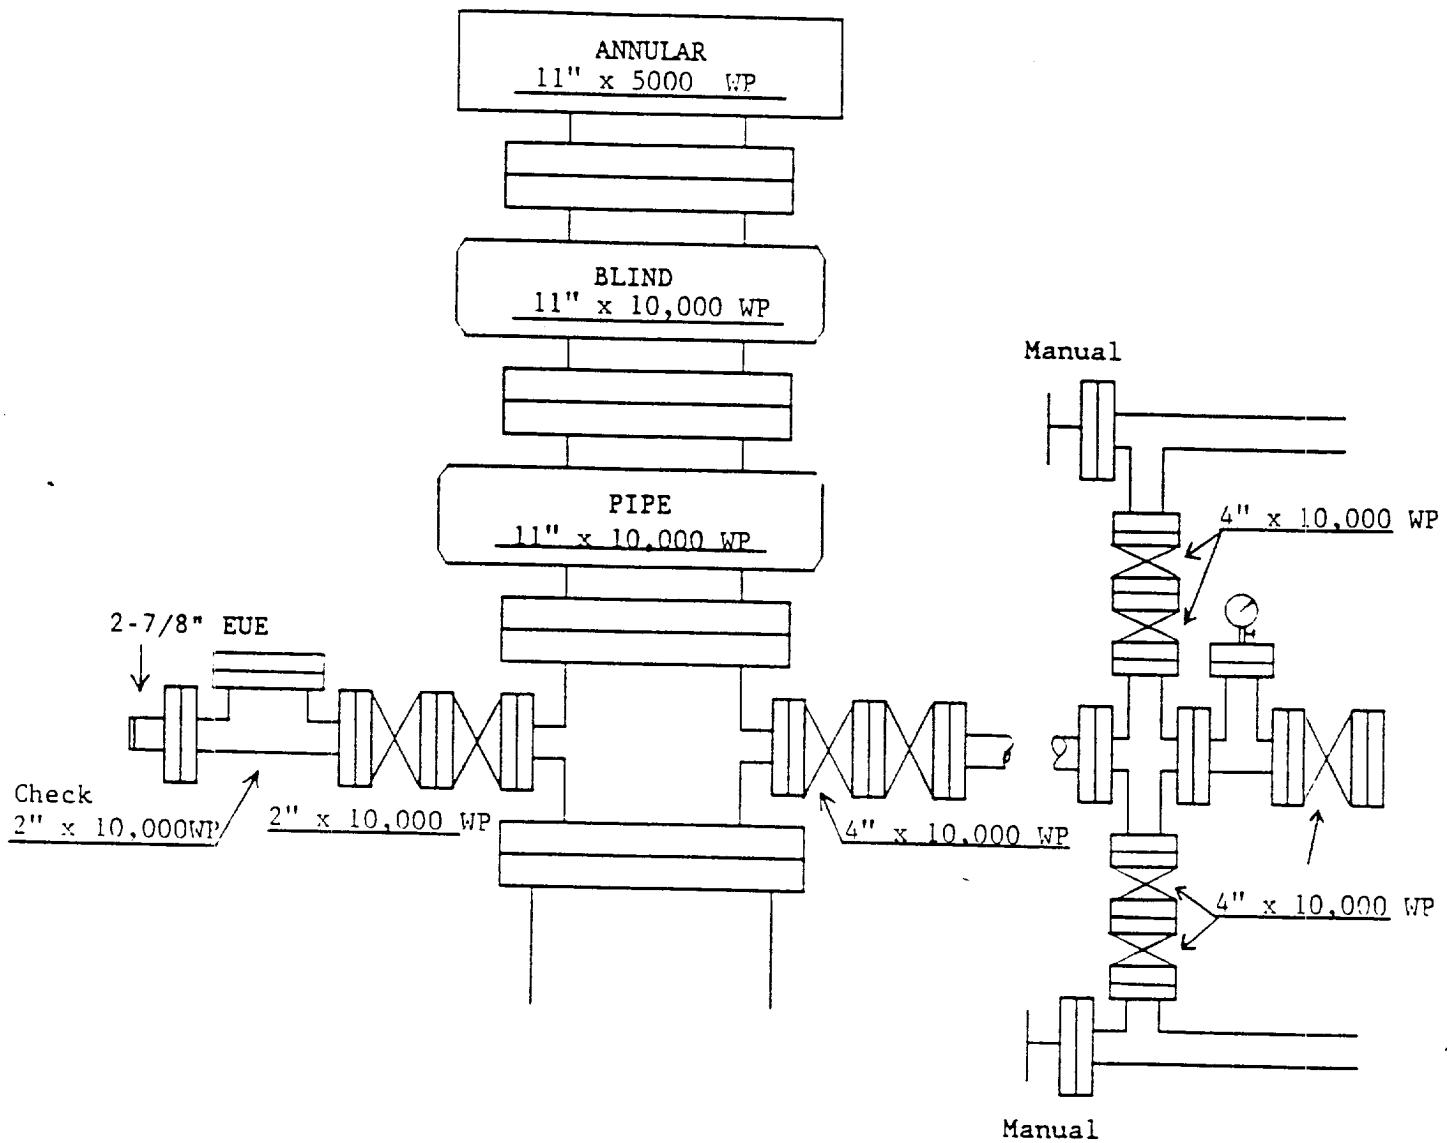 ANNULAR
11" x 5000 WP
BLIND
11" x 10,000 WP
Manual
PIPE
11" x 10,000 WP
4" x 10,000 WP
2-7/8" EUE
Check
2" x 10,000WP
2" x 10,000 WP
4" x 10,000 WP
4" x 10,000 WP
Manual